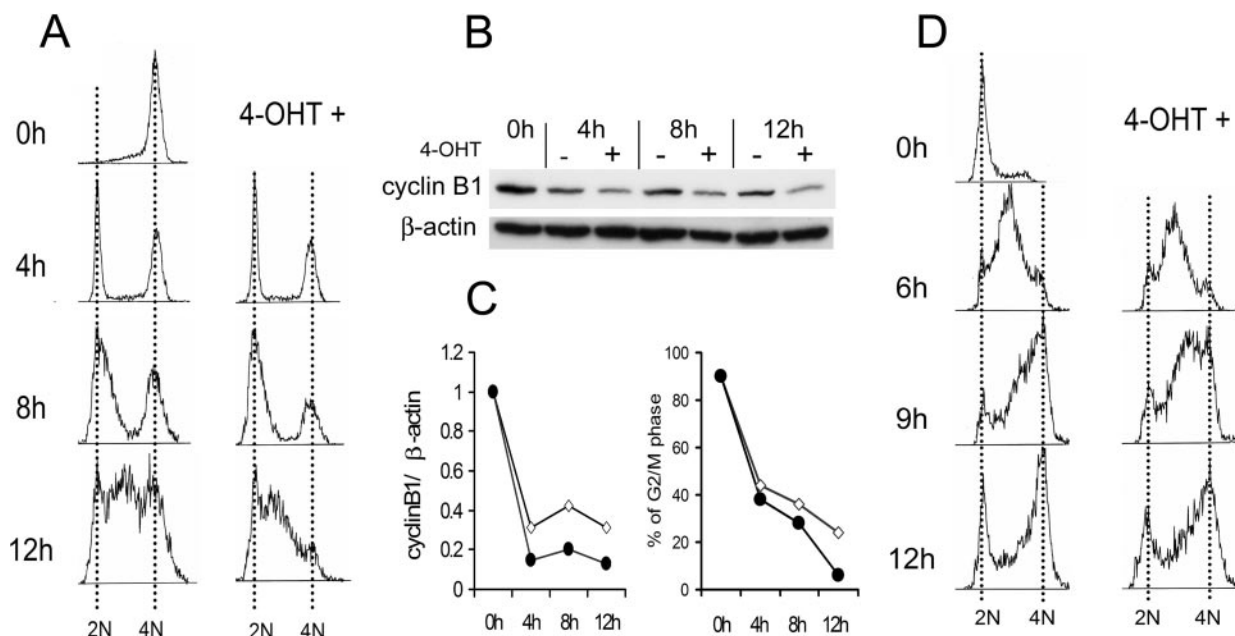 A
4-OHT +
0h
4h
8h
12h
2N 4N 2N 4N
B
0h 4h 8h 12h
4-OHT - + - + - +
cyclin B1
β-actin
C
cyclinB1/ β-actin
1.2
1
0.8
0.6
0.4
0.2
0
0h 4h 8h 12h
% of G2/M phase
100
80
60
40
20
0
0h 4h 8h 12h
D
4-OHT +
0h
6h
9h
12h
2N 4N 2N 4N